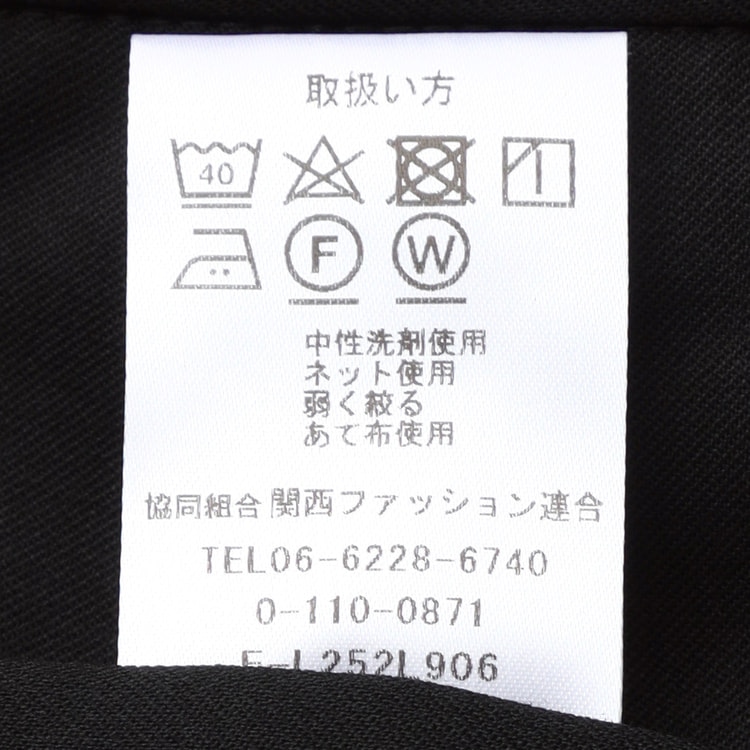 取扱い方
40
F W
中性洗剤使用
ネット使用
弱く絞る
あて布使用
協同組合関西ファッション連合
TEL06-6228-6740
0-110-0871
F-L252L906